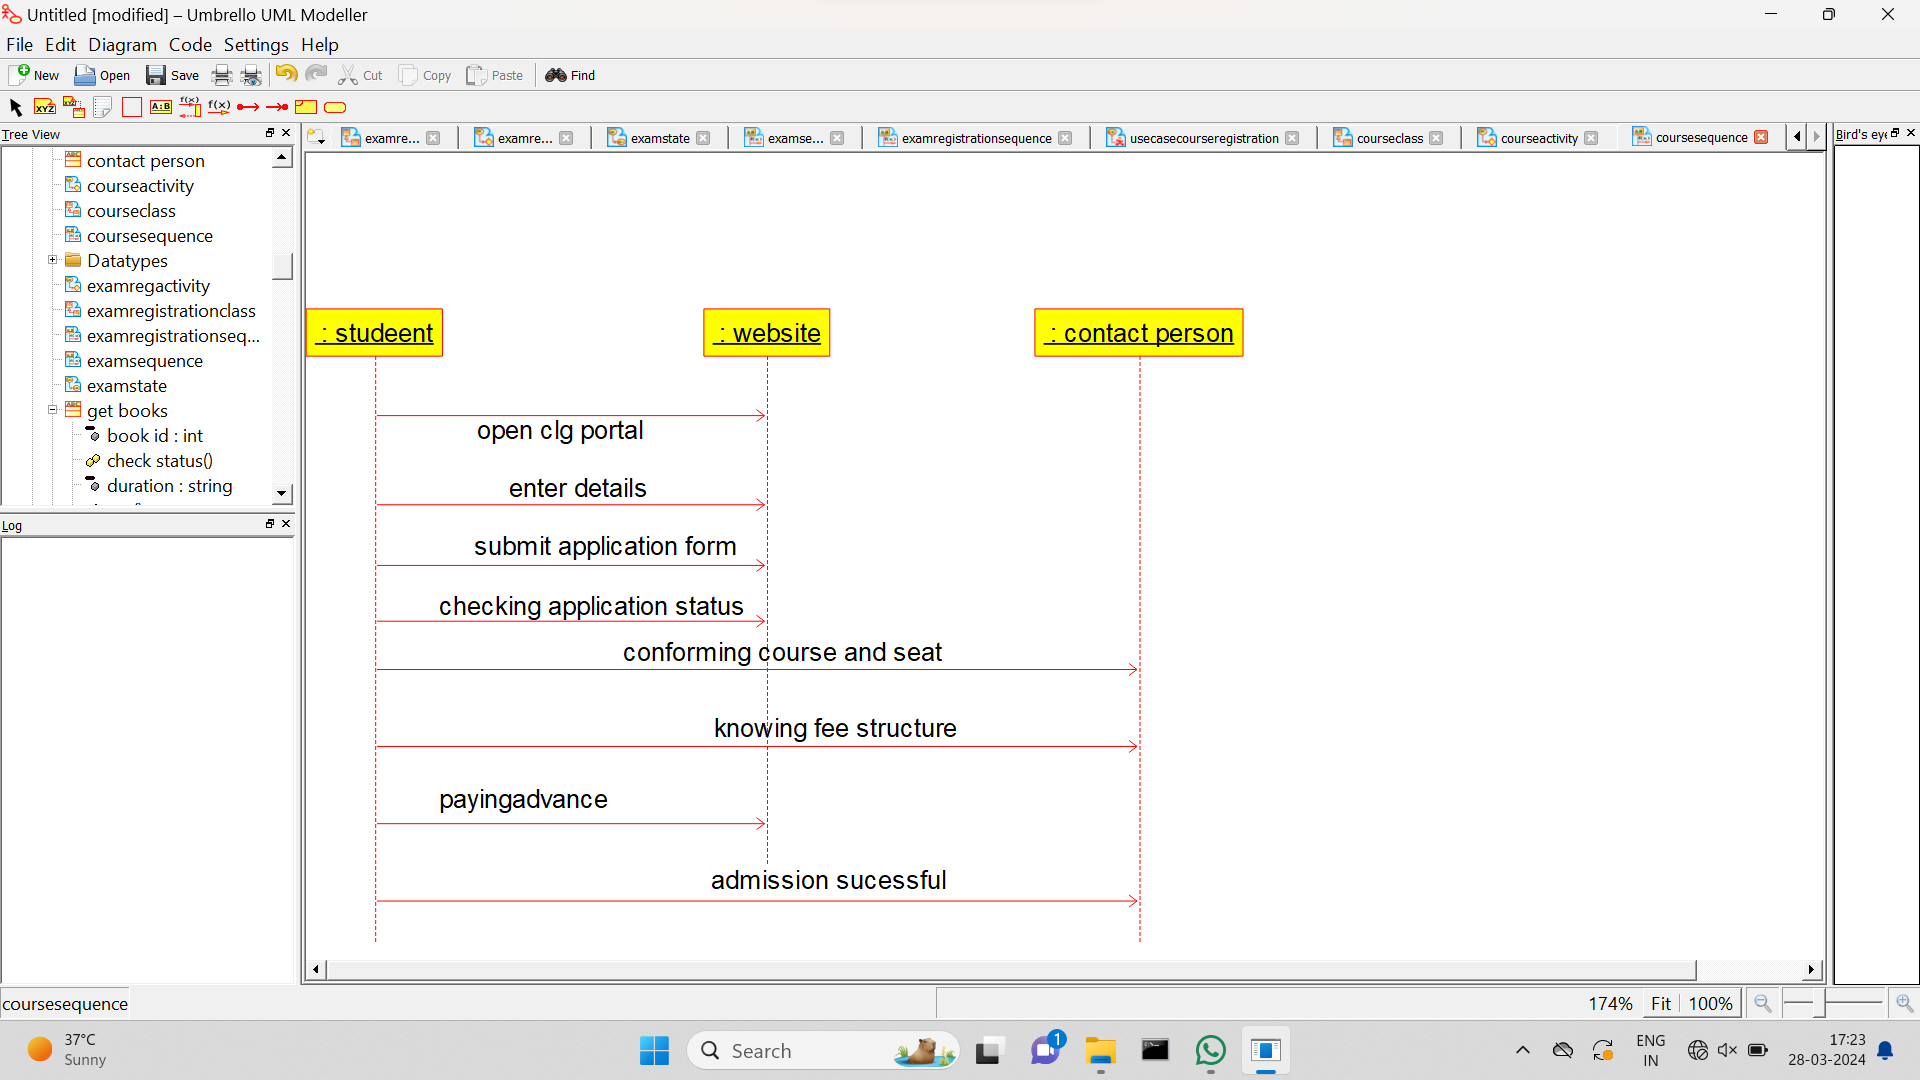 Untitled [modified] – Umbrello UML Modeller
File Edit Diagram Code Settings Help
New Open Save Cut Copy Paste Find
XYZ XYZ A:B f(x) f(x)
Tree View
contact person
courseactivity
courseclass
coursesequence
Datatypes
examregactivity
examregistrationclass
examregistrationseq...
examsequence
examstate
get books
book id : int
check status()
duration : string
Log
examre... examre... examstate examse... examregistrationsequence usecasecourseregistration courseclass courseactivity coursesequence
Bird's eye
: studeent : website : contact person
open clg portal
enter details
submit application form
checking application status
conforming course and seat
knowing fee structure
payingadvance
admission sucessful
coursesequence 174% Fit 100%
37°C
Sunny
Search
1
ENG
IN
17:23
28-03-2024